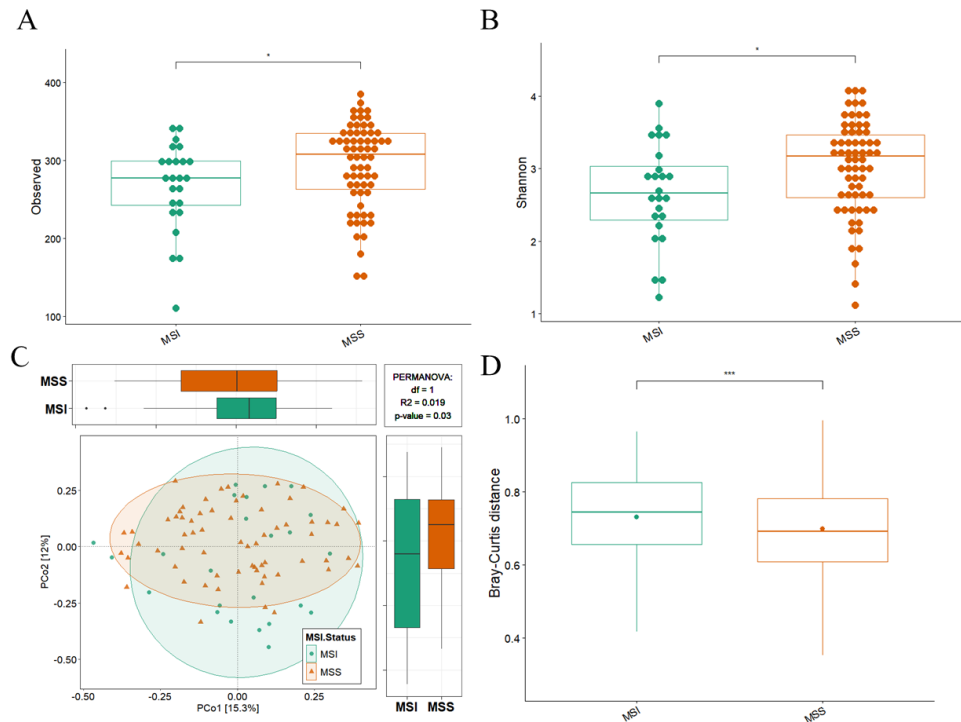 A
*
400
300
200
100
Observed
MSI
MSS
B
*
4
3
2
1
Shannon
MSI
MSS
C
MSS
MSI
PERMANOVA:
df = 1
R2 = 0.019
p-value = 0.03
0.25
0.00
-0.25
-0.50
PCo2 [12%]
-0.50
-0.25
0.00
0.25
PCo1 [15.3%]
MSI.Status
MSI
MSS
MSI
MSS
D
***
1.0
0.8
0.6
0.4
Bray-Curtis distance
MSI
MSS